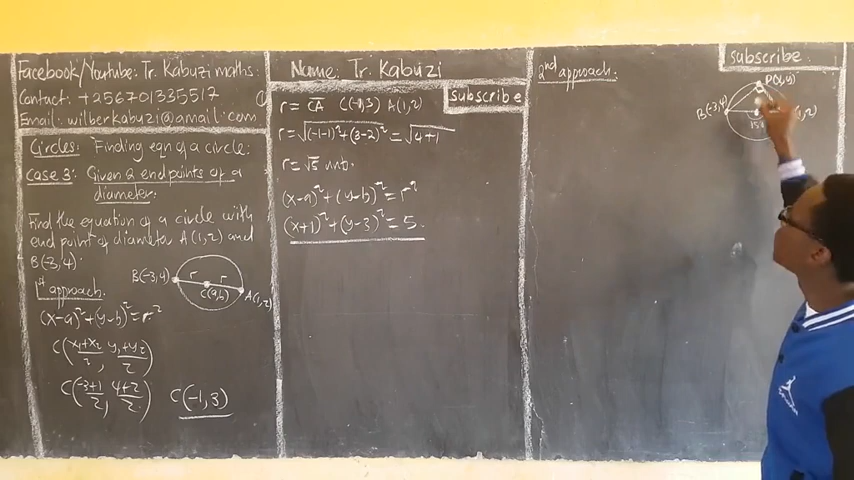 Facebook/Youtube: Tr. Kabuzi maths:
Contact: +256701335517
Email: wilberkabuzi@gmail.com
Circles: Finding eqn of a circle:
Case 3: Given 2 endpoints of a
diameter:
Find the equation of a circle with
end point of diameter A(1,2) and
B(-3,4).
1st approach.
B(-3,4)
r r
C(a,b)
A(1,2)
(x-a)²+(y-b)²=r²
C(x₁+x₂/2, y₁+y₂/2)
C(-3+1/2, 4+2/2)
C(-1,3)
Name: Tr. Kabuzi
Subscribe
r = CA C(-1,3) A(1,2)
r=√(-1-1)²+(3-2)² = √4+1
r = √5 units.
(x-a)²+(y-b)²=r²
(x+1)²+(y-3)²=5.
2nd approach.
subscribe
P(x,y)
B(-3,4)
,2)